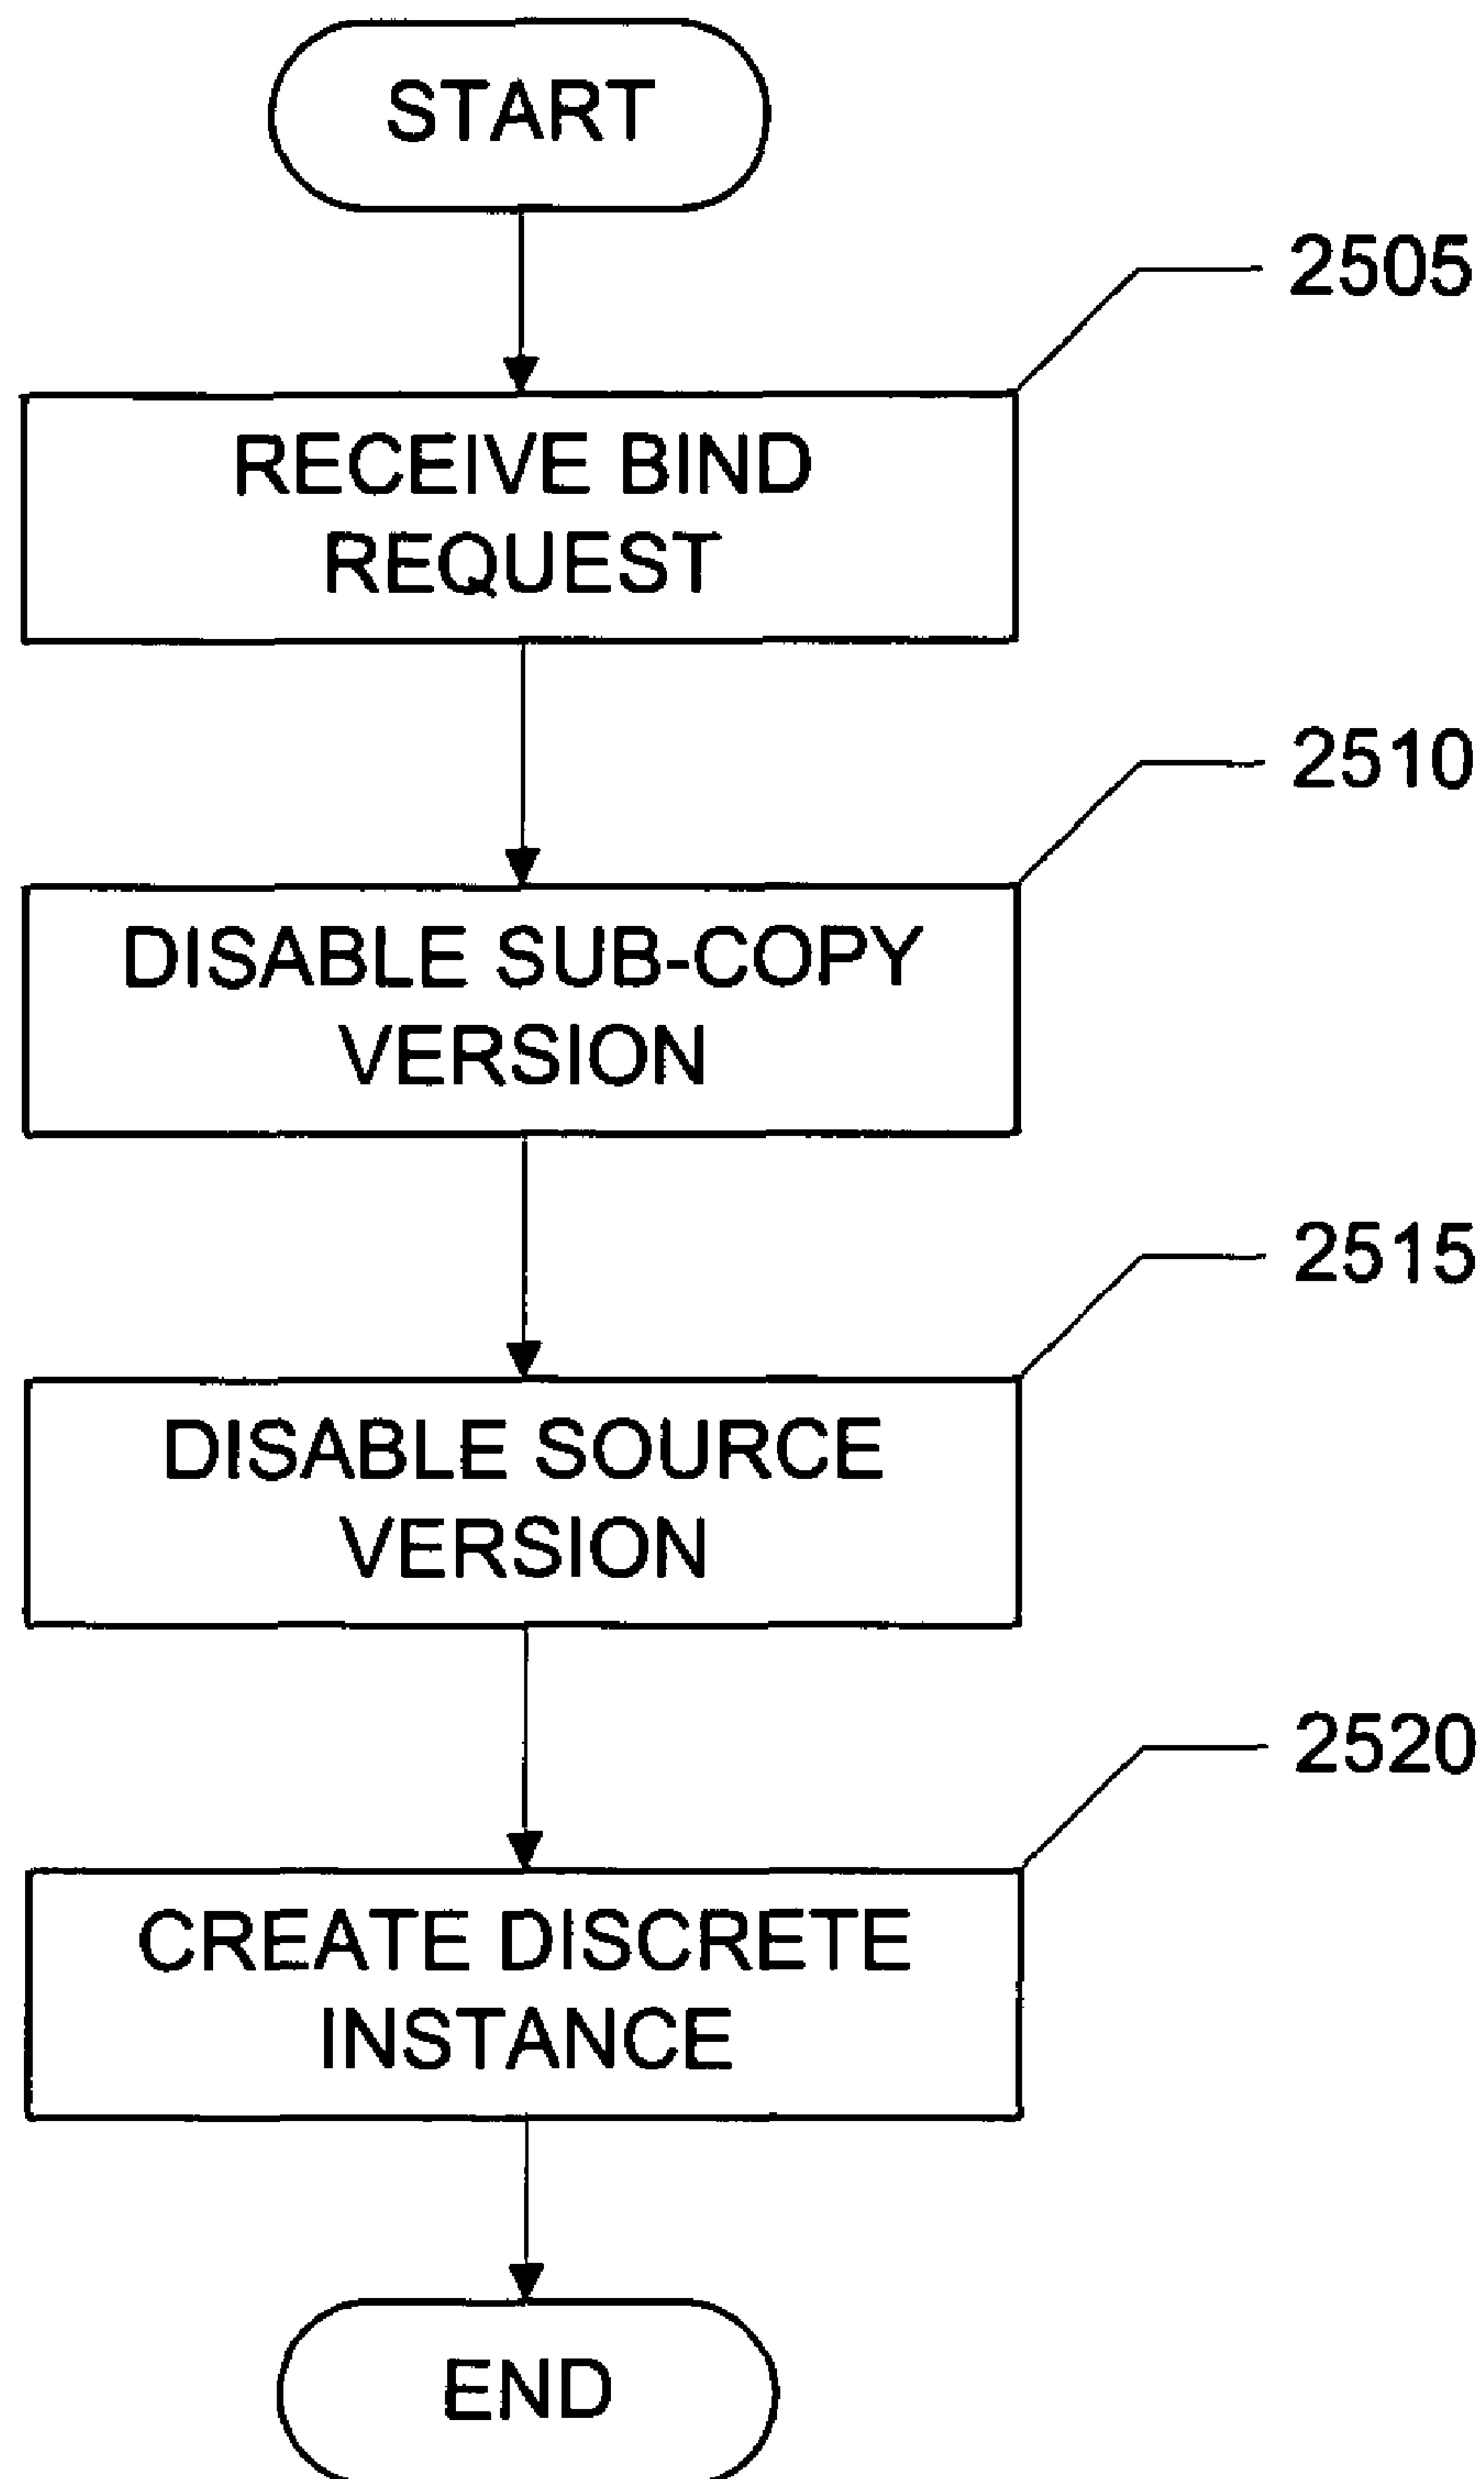 START
2505
RECEIVE BIND
REQUEST
2510
DISABLE SUB-COPY
VERSION
2515
DISABLE SOURCE
VERSION
2520
CREATE DISCRETE
INSTANCE
END